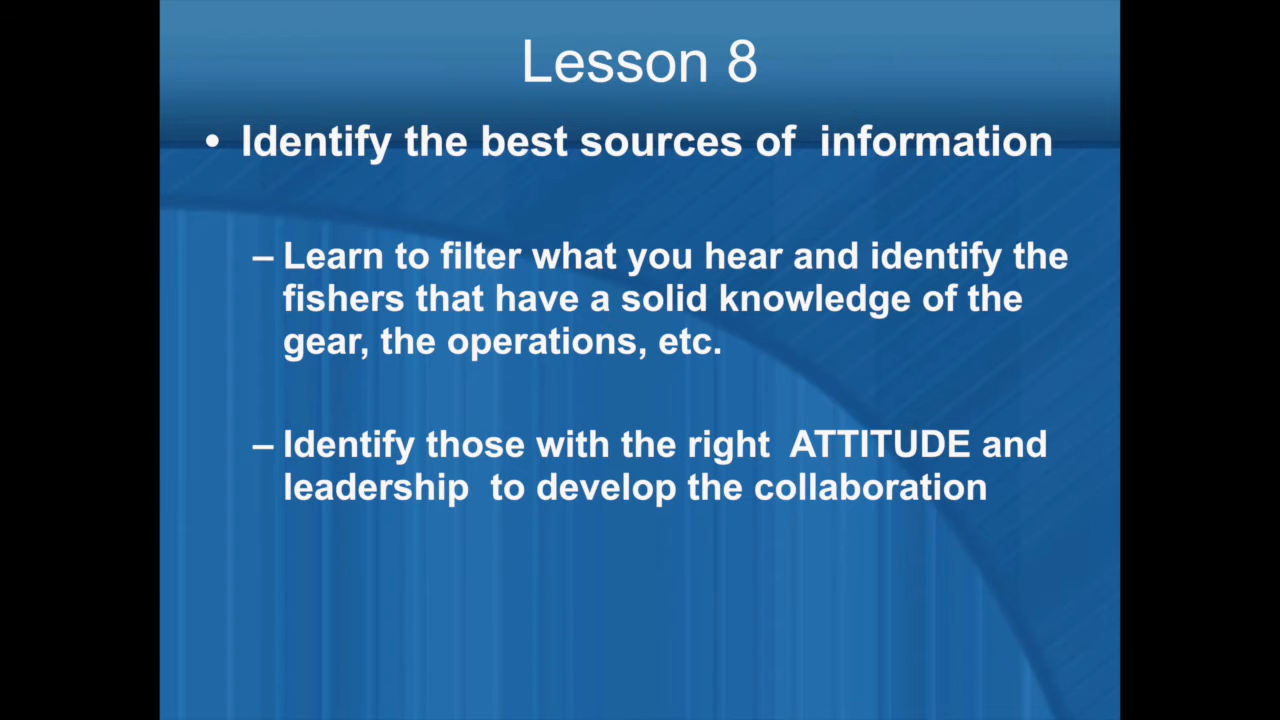 Lesson 8
• Identify the best sources of  information
– Learn to filter what you hear and identify the
fishers that have a solid knowledge of the
gear, the operations, etc.
– Identify those with the right  ATTITUDE and
leadership  to develop the collaboration